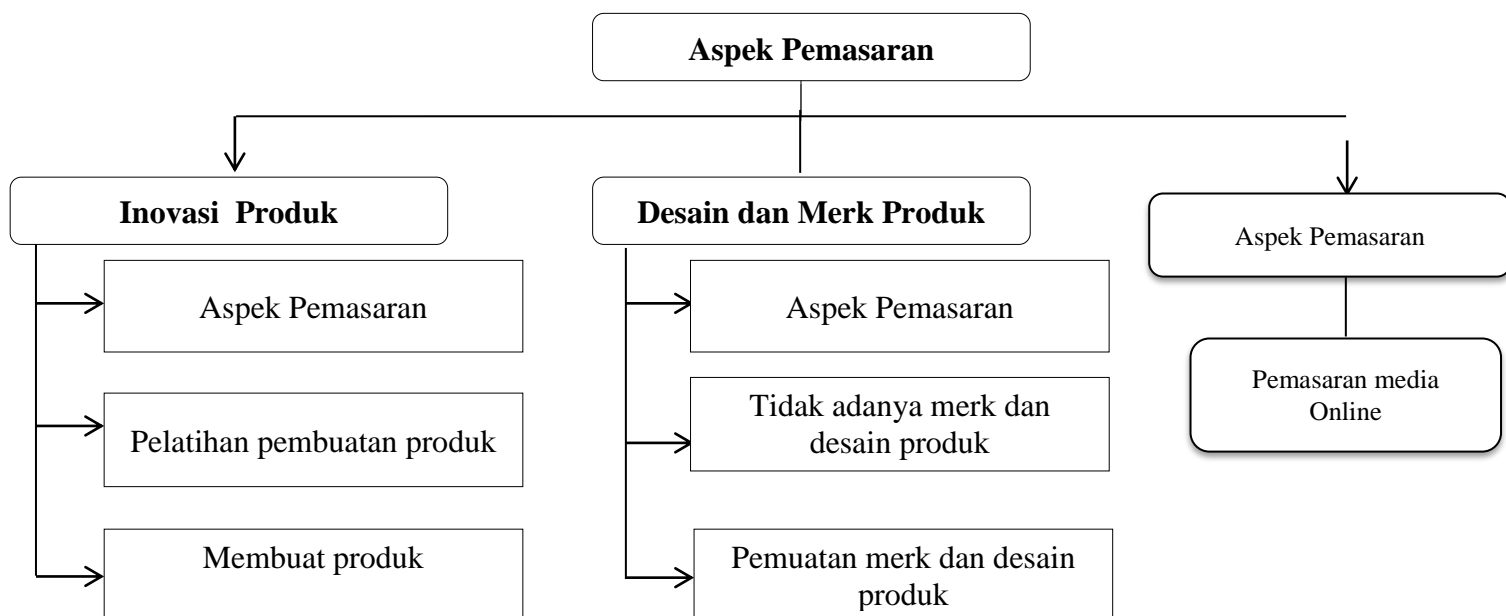 Aspek Pemasaran
Inovasi Produk
Aspek Pemasaran
Pelatihan pembuatan produk
Membuat produk
Desain dan Merk Produk
Aspek Pemasaran
Tidak adanya merk dan
desain produk
Pemuatan merk dan desain
produk
Aspek Pemasaran
Pemasaran media
Online